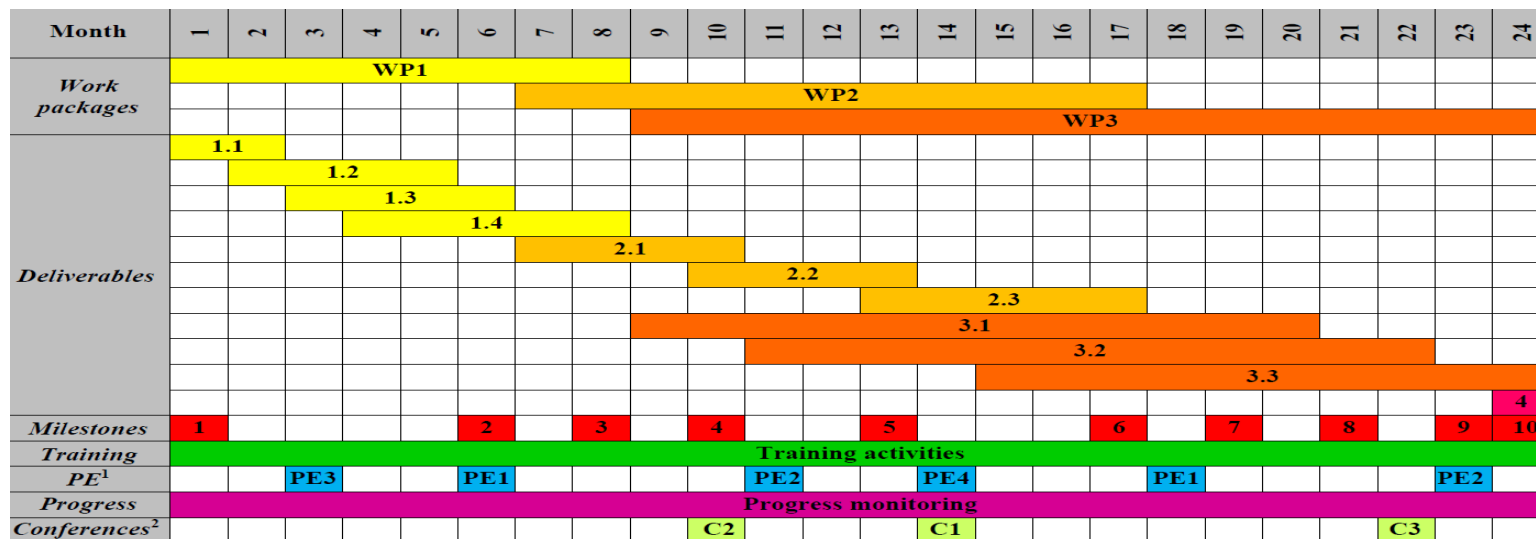 Month 1 2 3 4 5 6 7 8 9 10 11 12 13 14 15 16 17 18 19 20 21 22 23 24
Work packages
WP1
WP2
WP3
Deliverables
1.1
1.2
1.3
1.4
2.1
2.2
2.3
3.1
3.2
3.3
4
Milestones 1 2 3 4 5 6 7 8 9 10
Training Training activities
PE¹ PE3 PE1 PE2 PE4 PE1 PE2
Progress Progress monitoring
Conferences² C2 C1 C3